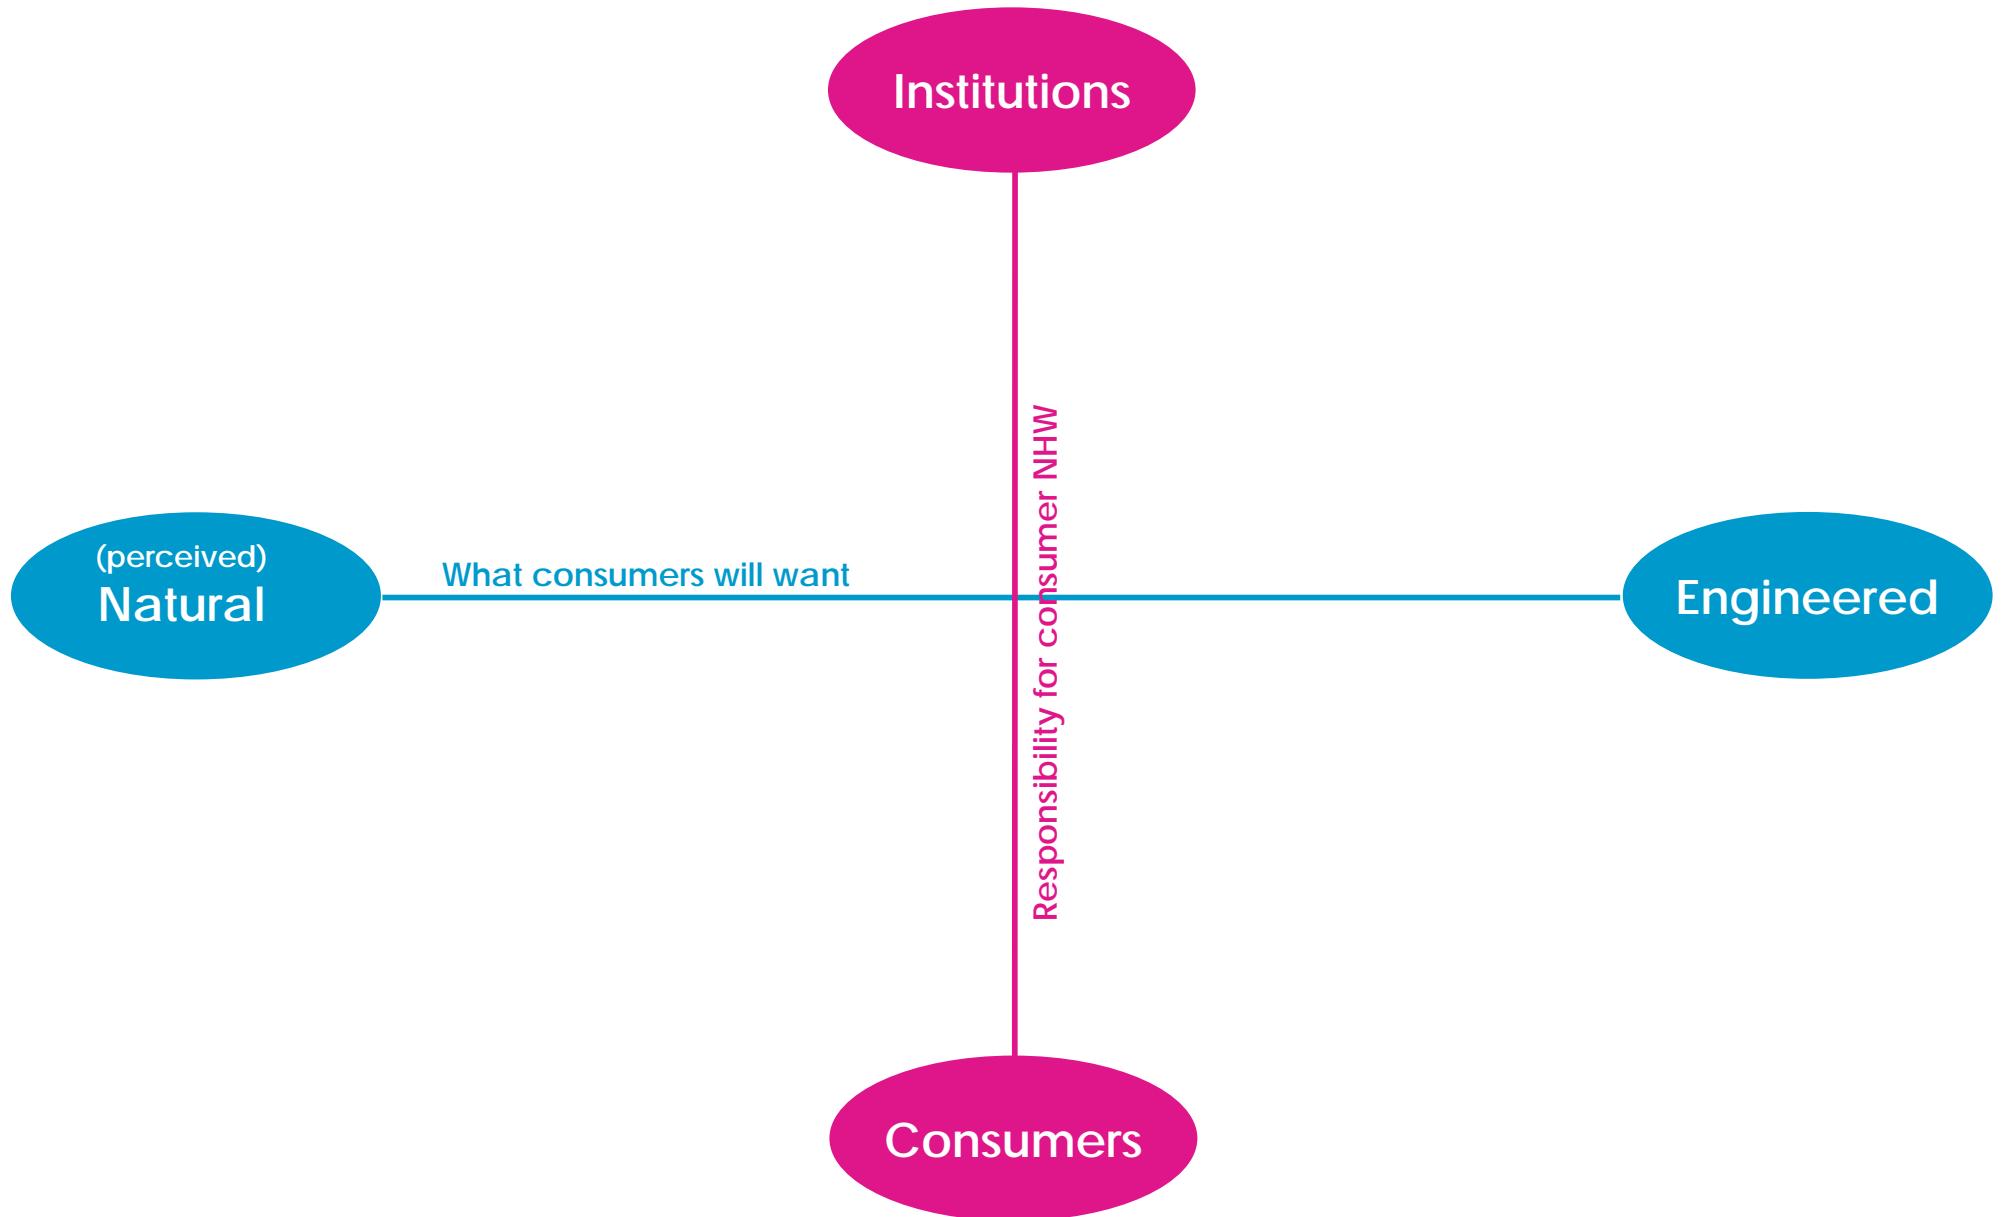 Institutions
Responsibility for consumer NHW
(perceived)
Natural
What consumers will want
Engineered
Consumers